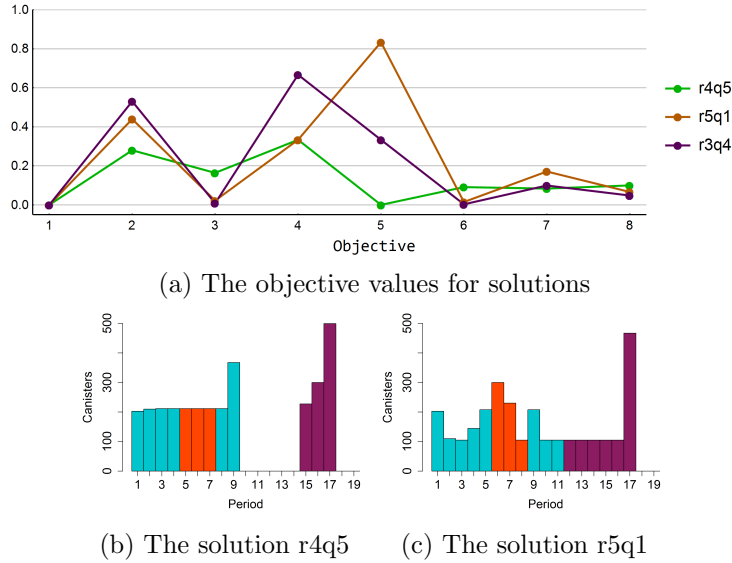 1.0
0.8
0.6
0.4
0.2
0.0
1 2 3 4 5 6 7 8
Objective
r4q5
r5q1
r3q4
(a) The objective values for solutions
Canisters
500
300
100
0
1 3 5 7 9 11 13 15 17 19
Period
(b) The solution r4q5
Canisters
500
300
100
0
1 3 5 7 9 11 13 15 17 19
Period
(c) The solution r5q1